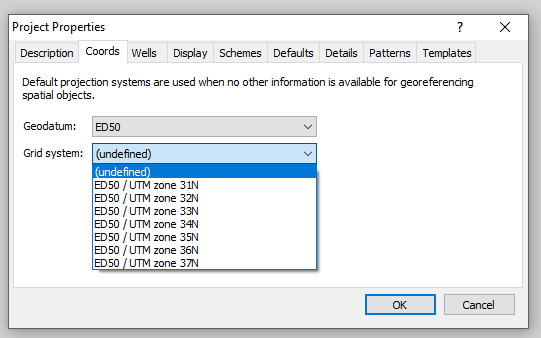 Project Properties ?
Description Coords Wells Display Schemes Defaults Details Patterns Templates
Default projection systems are used when no other information is available for georeferencing
spatial objects.
Geodatum: ED50
Grid system: (undefined)
(undefined)
ED50 / UTM zone 31N
ED50 / UTM zone 32N
ED50 / UTM zone 33N
ED50 / UTM zone 34N
ED50 / UTM zone 35N
ED50 / UTM zone 36N
ED50 / UTM zone 37N
OK Cancel